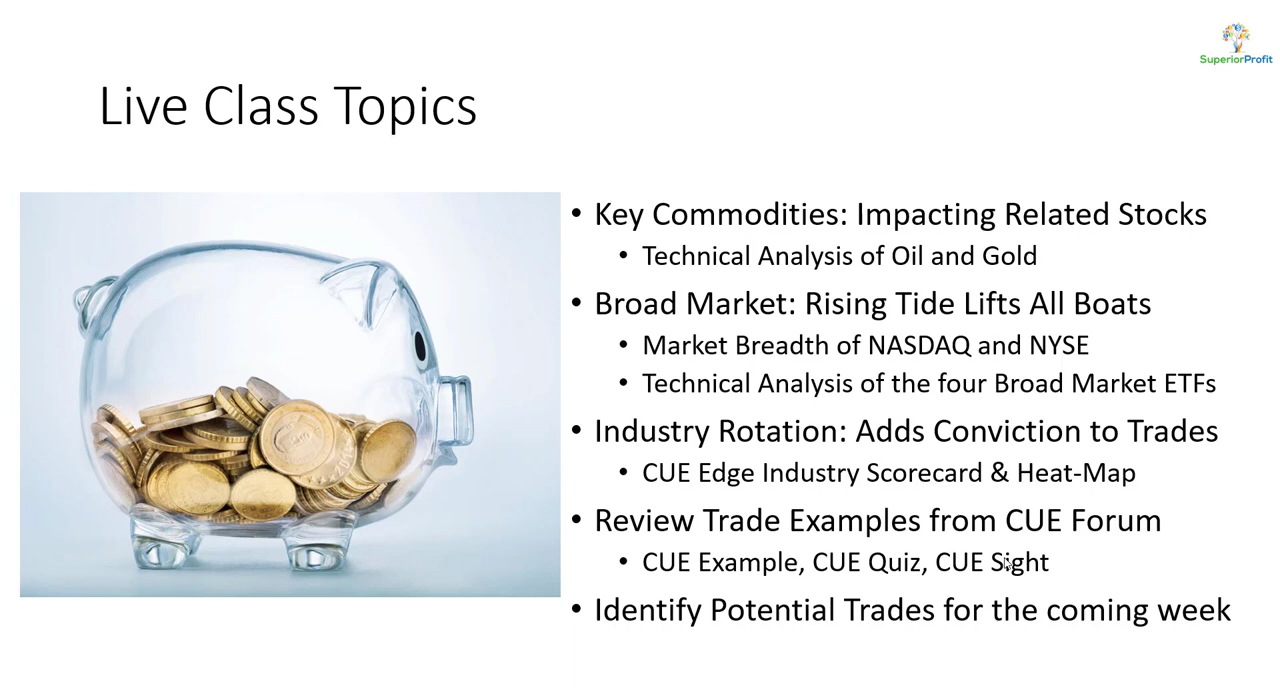 SuperiorProfit
Live Class Topics
• Key Commodities: Impacting Related Stocks
• Technical Analysis of Oil and Gold
• Broad Market: Rising Tide Lifts All Boats
• Market Breadth of NASDAQ and NYSE
• Technical Analysis of the four Broad Market ETFs
• Industry Rotation: Adds Conviction to Trades
• CUE Edge Industry Scorecard & Heat-Map
• Review Trade Examples from CUE Forum
• CUE Example, CUE Quiz, CUE Sight
• Identify Potential Trades for the coming week